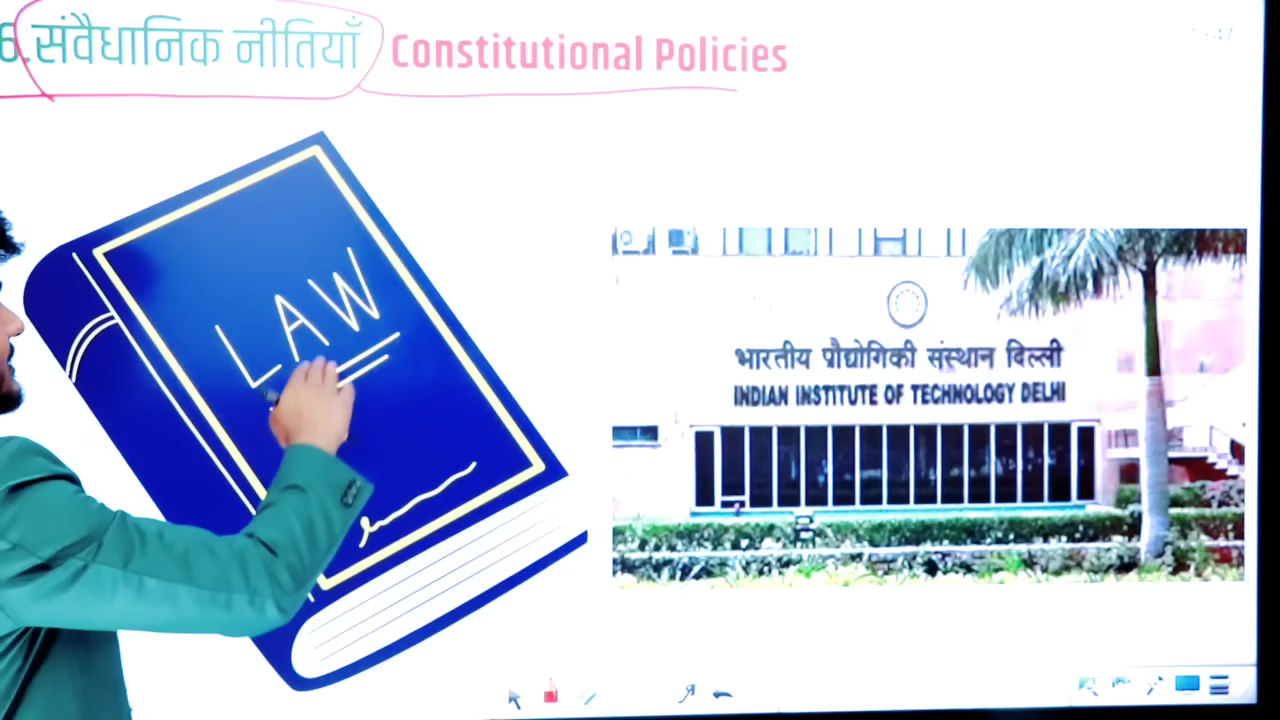 6.संवैधानिक नीतियाँ Constitutional Policies
LAW
भारतीय प्रौद्योगिकी संस्थान दिल्ली
INDIAN INSTITUTE OF TECHNOLOGY DELHI